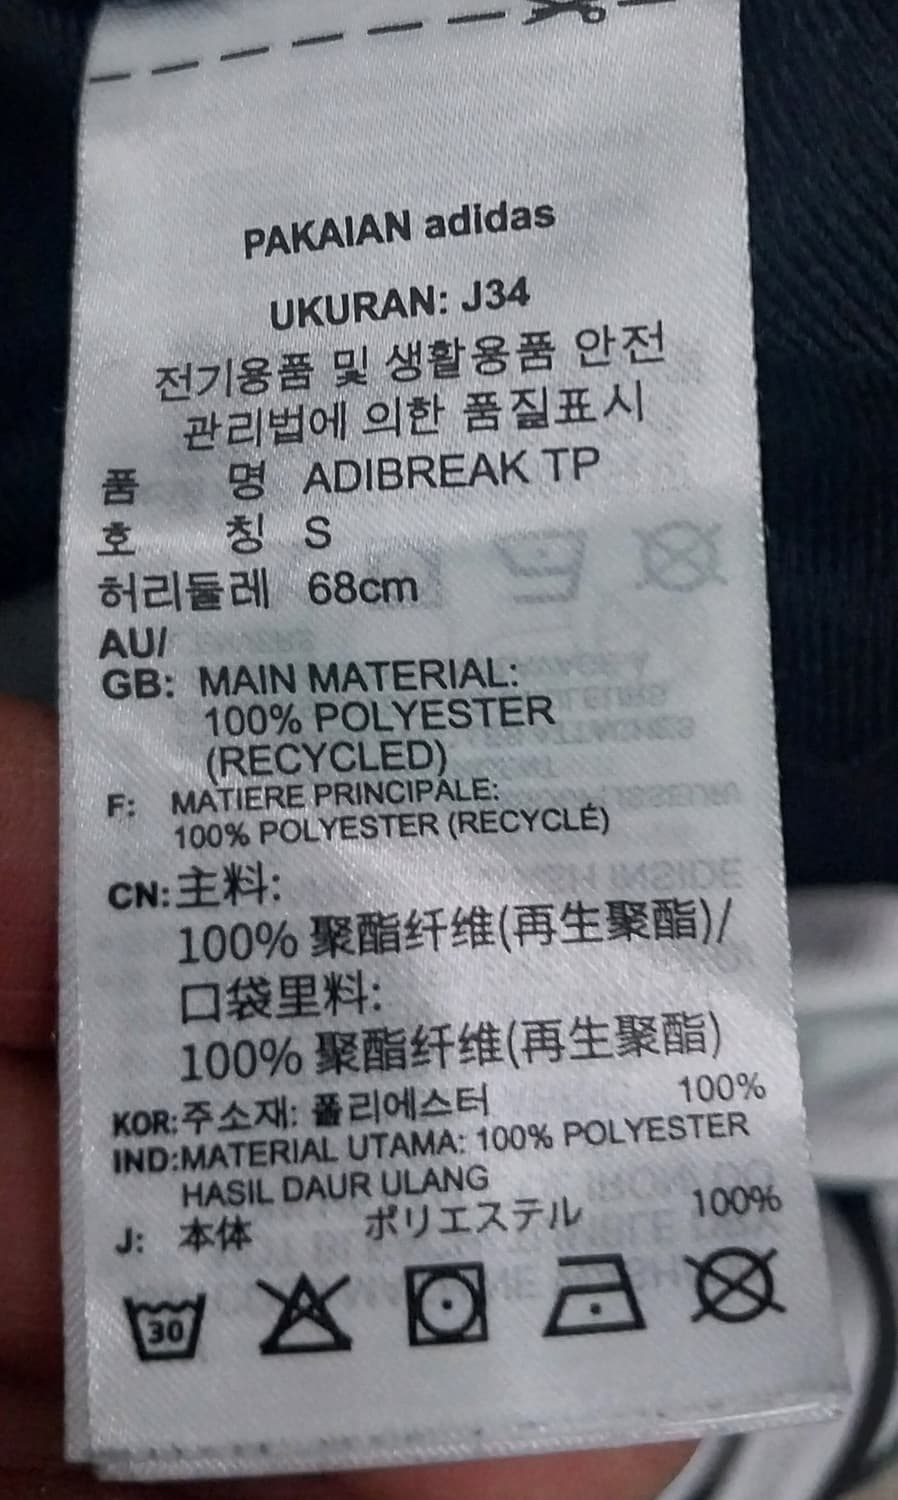 PAKAIAN adidas
UKURAN: J34
전기용품 및 생활용품 안전
관리법에 의한 품질표시
품 명 ADIBREAK TP
호 칭 S
허리둘레 68cm
AU/
GB: MAIN MATERIAL:
100% POLYESTER
(RECYCLED)
F: MATIERE PRINCIPALE:
100% POLYESTER (RECYCLÉ)
CN:主料:
100% 聚酯纤维(再生聚酯)/
口袋里料:
100% 聚酯纤维(再生聚酯)
KOR:주소재: 폴리에스터 100%
IND:MATERIAL UTAMA: 100% POLYESTER
HASIL DAUR ULANG
J: 本体 ポリエステル 100%
30